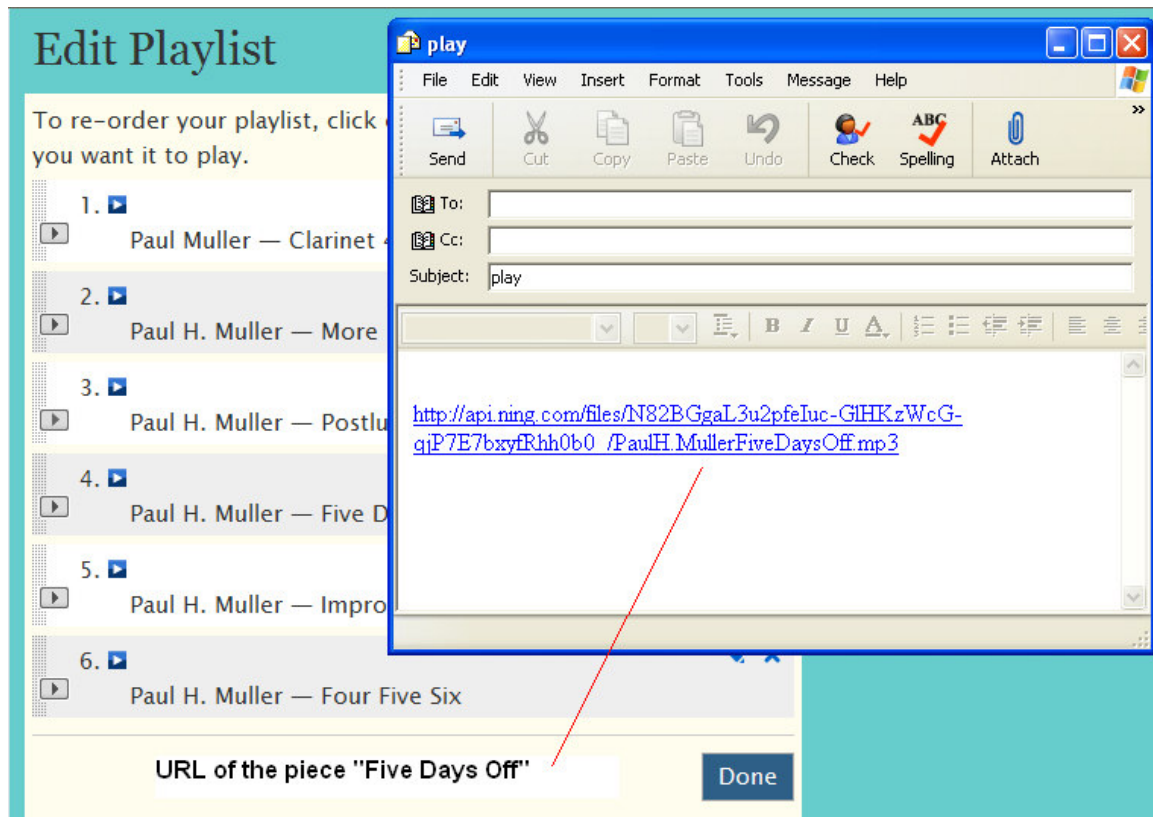 Edit Playlist
To re-order your playlist, click
you want it to play.
1.
Paul Muller — Clarinet
2.
Paul H. Muller — More
3.
Paul H. Muller — Postlu
4.
Paul H. Muller — Five D
5.
Paul H. Muller — Impro
6.
Paul H. Muller — Four Five Six
URL of the piece "Five Days Off"
Done
play
File Edit View Insert Format Tools Message Help
Send Cut Copy Paste Undo Check Spelling Attach
To:
Cc:
Subject: play
http://api.ning.com/files/N82BGgaL3u2pfeIuc-GlHKzWcG-
qjP7E7bxyfRhh0b0_/PaulH.MullerFiveDaysOff.mp3